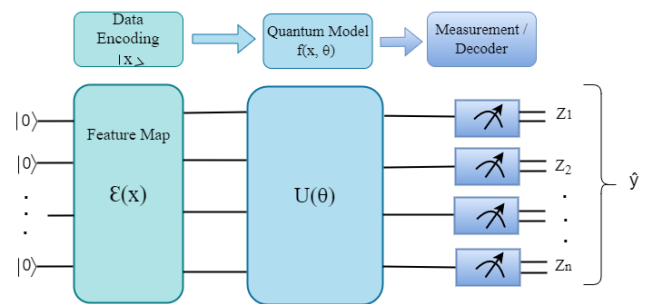 Data
Encoding
|x>
Quantum Model
f(x, θ)
Measurement /
Decoder
|0⟩
|0⟩
|0⟩
Feature Map
Ɛ(x)
U(θ)
Z1
Z2
Zn
ŷ